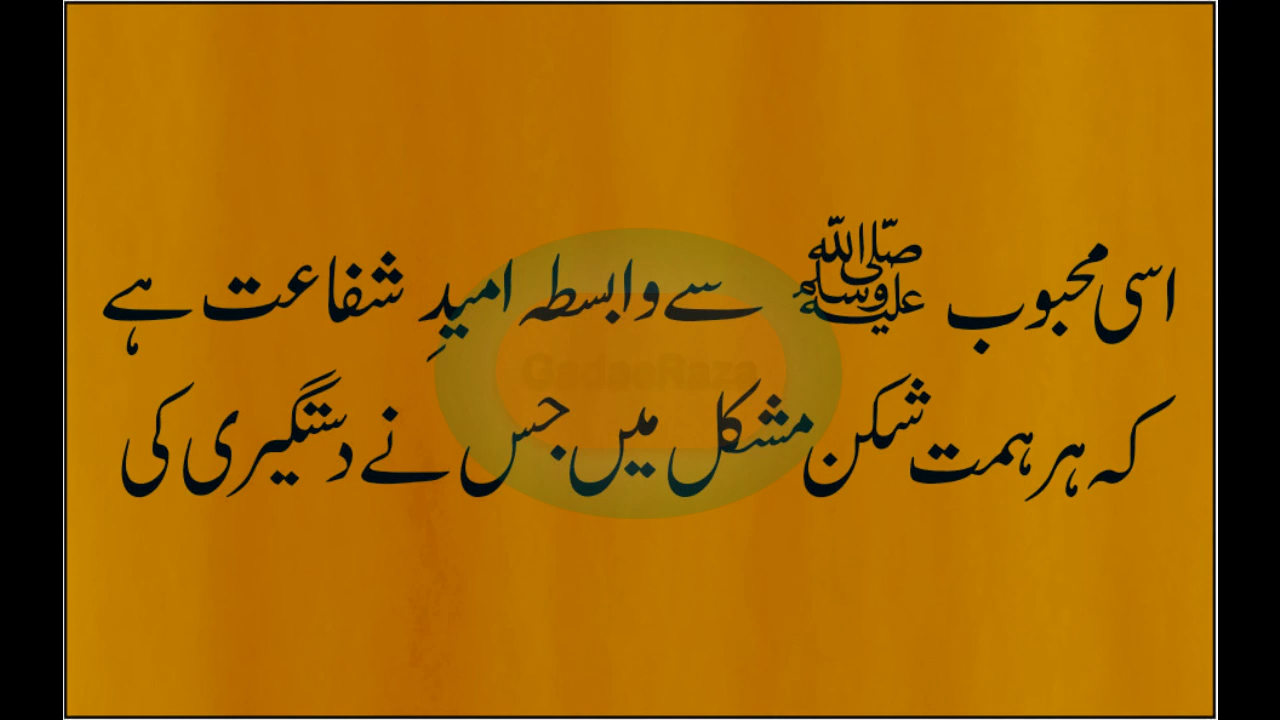 اسی محبوب ﷺ سے وابستہ امیدِ شفاعت ہے
GadaeRaza
کہ ہر ہمت شکن مشکل میں جس نے دستگیری کی